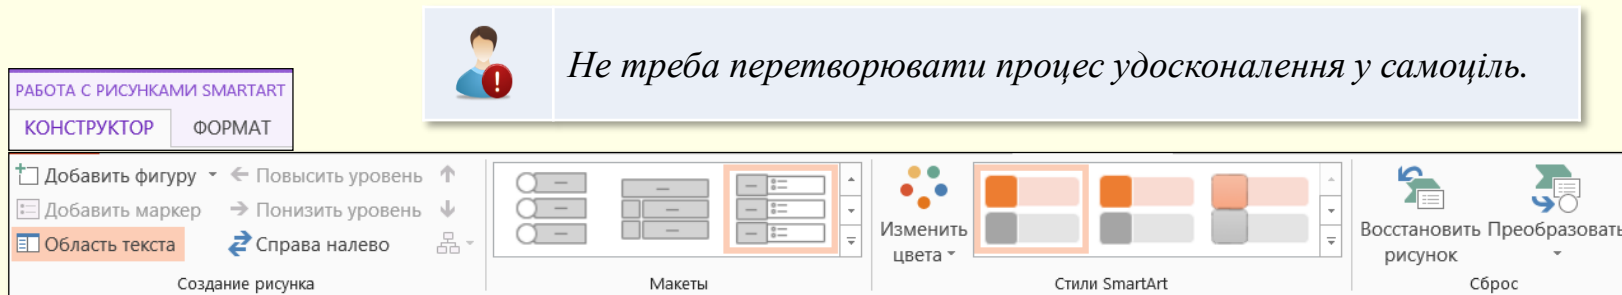 Не треба перетворювати процес удосконалення у самоціль.
РАБОТА С РИСУНКАМИ SMARTART
КОНСТРУКТОР ФОРМАТ
Добавить фигуру Повысить уровень
Добавить маркер Понизить уровень
Область текста Справа налево
Создание рисунка
Макеты
Изменить
цвета
Стили SmartArt
Восстановить
рисунок
Преобразовать
Сброс